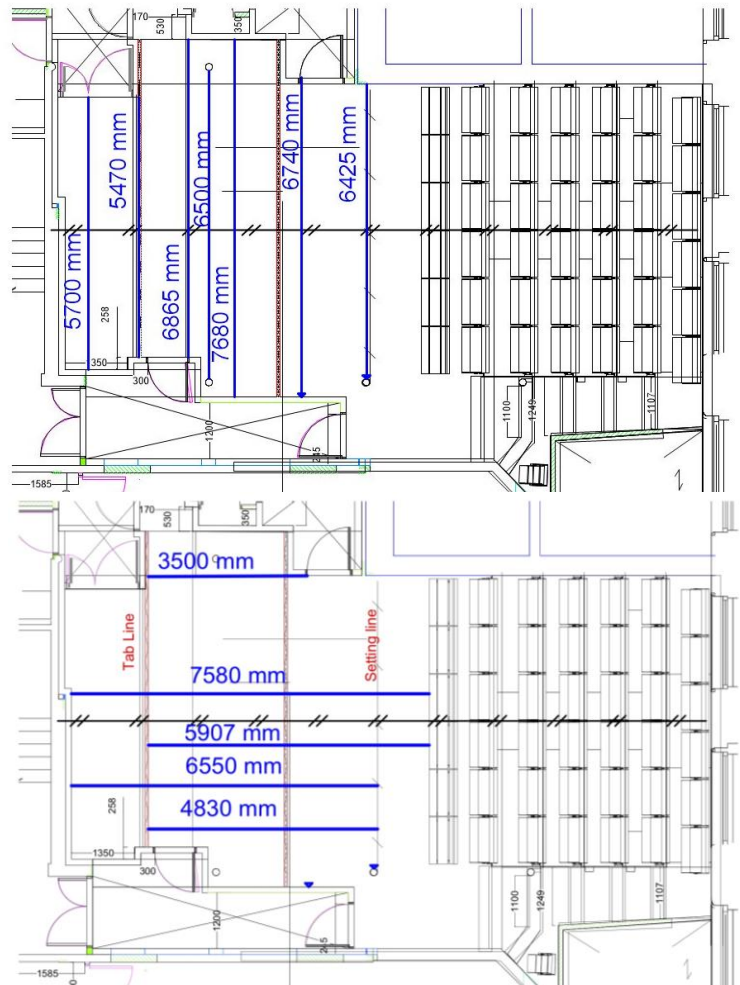 170
530
350
5470 mm
6500 mm
6740 mm
6425 mm
5700 mm
6865 mm
7680 mm
258
350
300
1200
245
1100
1249
1107
1585
170
530
350
3500 mm
Tab Line
Setting line
7580 mm
5907 mm
6550 mm
4830 mm
258
1350
300
1200
245
1100
1249
1107
1585